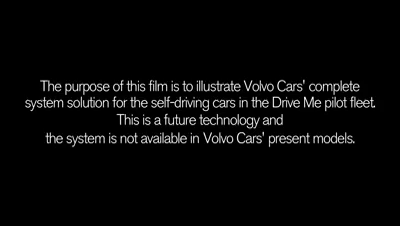 The purpose of this film is to illustrate Volvo Cars' complete
system solution for the self-driving cars in the Drive Me pilot fleet.
This is a future technology and
the system is not available in Volvo Cars' present models.